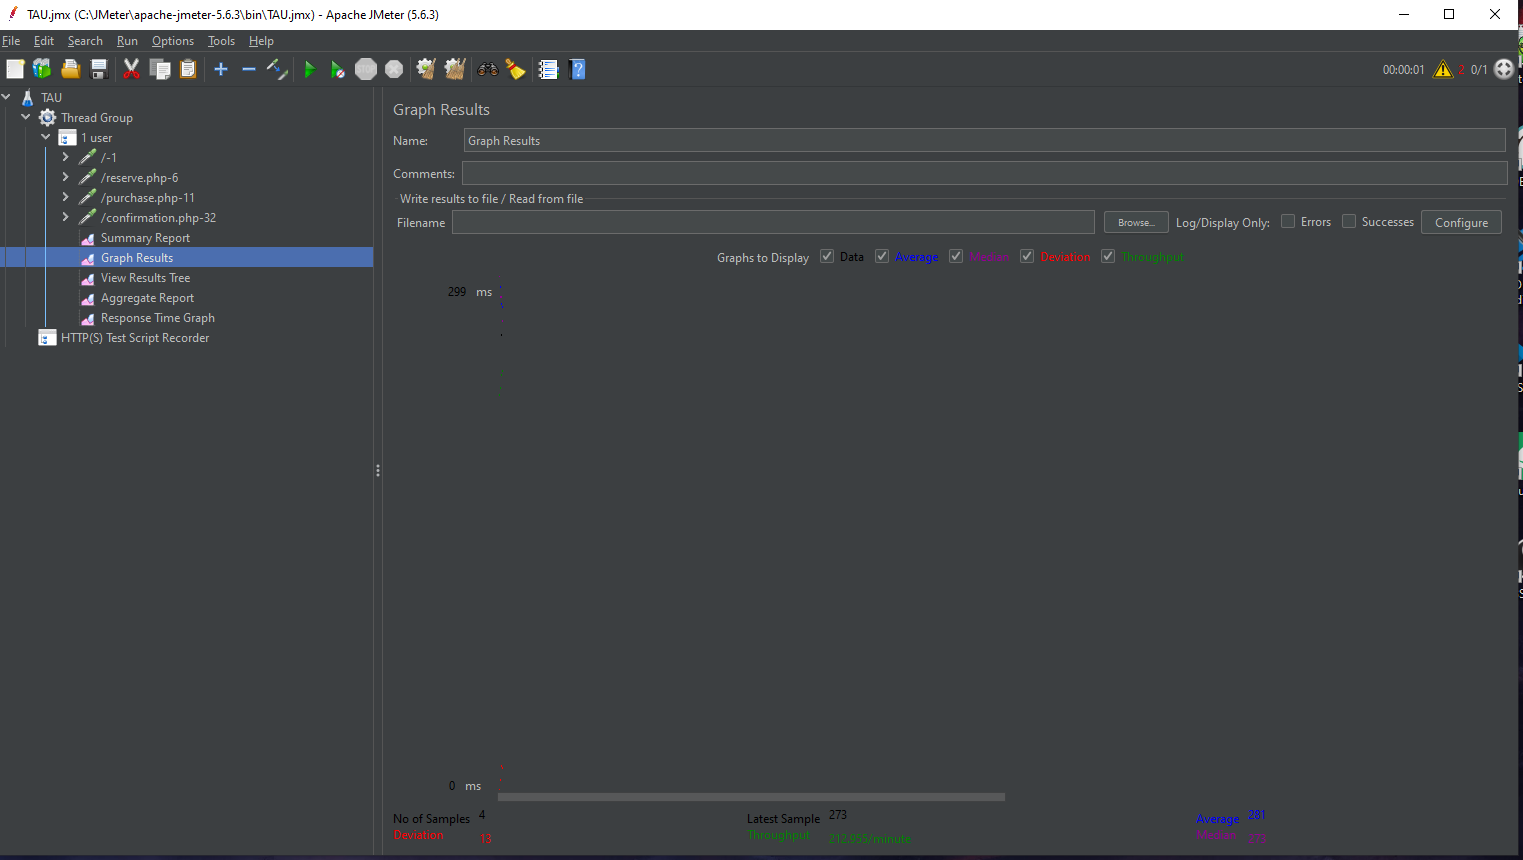 TAU.jmx (C:\JMeter\apache-jmeter-5.6.3\bin\TAU.jmx) - Apache JMeter (5.6.3)
File Edit Search Run Options Tools Help
00:00:01 2 0/1
TAU
Thread Group
1 user
/-1
/reserve.php-6
/purchase.php-11
/confirmation.php-32
Summary Report
Graph Results
View Results Tree
Aggregate Report
Response Time Graph
HTTP(S) Test Script Recorder
Graph Results
Name: Graph Results
Comments:
Write results to file / Read from file
Filename Browse... Log/Display Only: Errors Successes Configure
Graphs to Display Data Average Median Deviation Throughput
299 ms
0 ms
No of Samples 4 Latest Sample 273 Average 281
Deviation 13 Throughput 212.955/minute Median